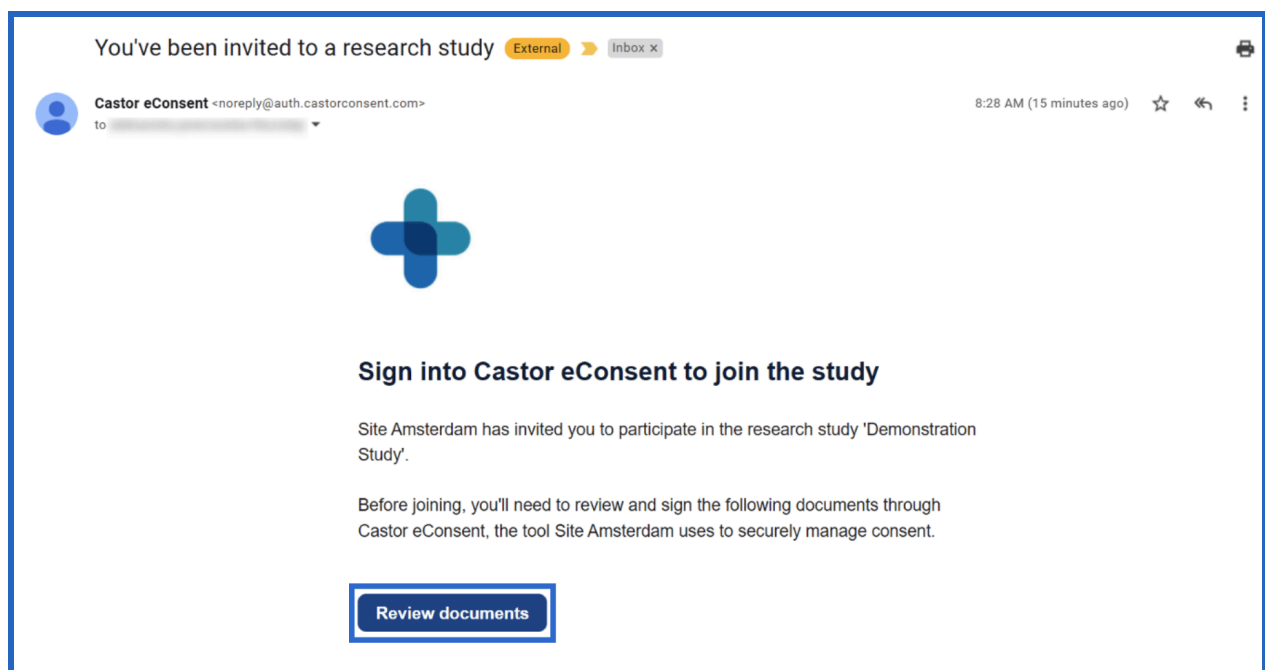 You've been invited to a research study External Inbox x
Castor eConsent <noreply@auth.castorconsent.com> 8:28 AM (15 minutes ago)
to
Sign into Castor eConsent to join the study
Site Amsterdam has invited you to participate in the research study 'Demonstration
Study'.
Before joining, you'll need to review and sign the following documents through
Castor eConsent, the tool Site Amsterdam uses to securely manage consent.
Review documents